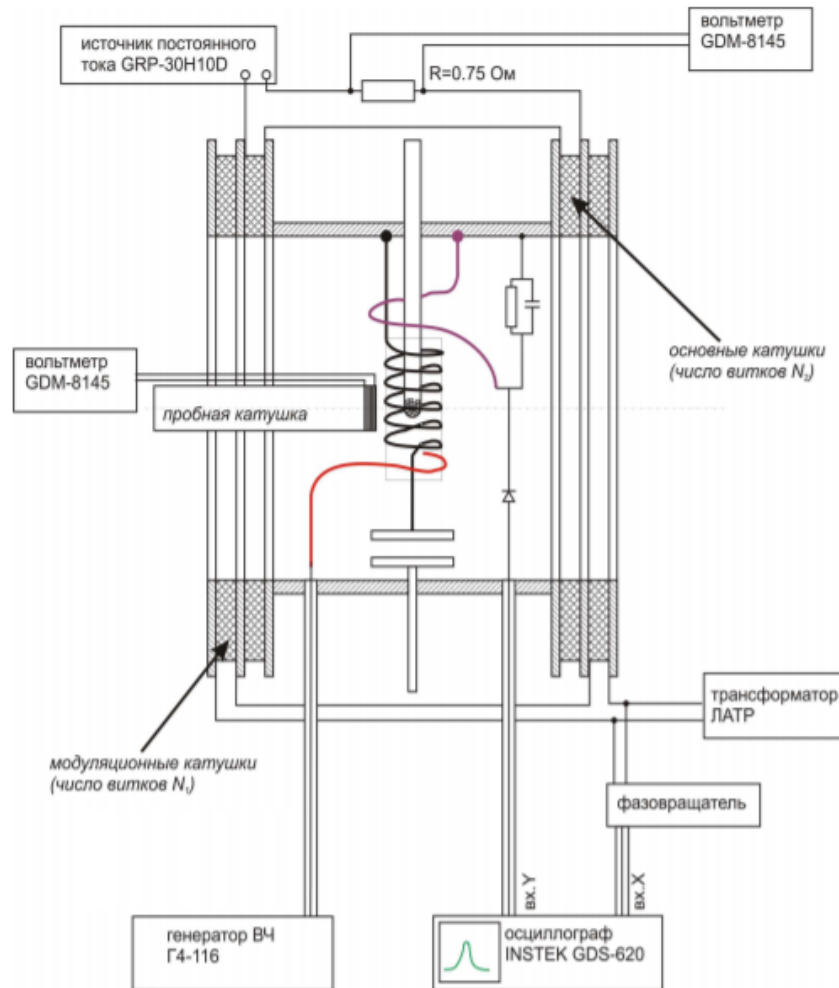 источник постоянного
тока GRP-30H10D
вольтметр
GDM-8145
R=0.75 Ом
основные катушки
(число витков N₂)
вольтметр
GDM-8145
пробная катушка
трансформатор
ЛАТР
модуляционные катушки
(число витков N₁)
фазовращатель
вх.Y
вх.X
генератор ВЧ
Г4-116
осциллограф
INSTEK GDS-620